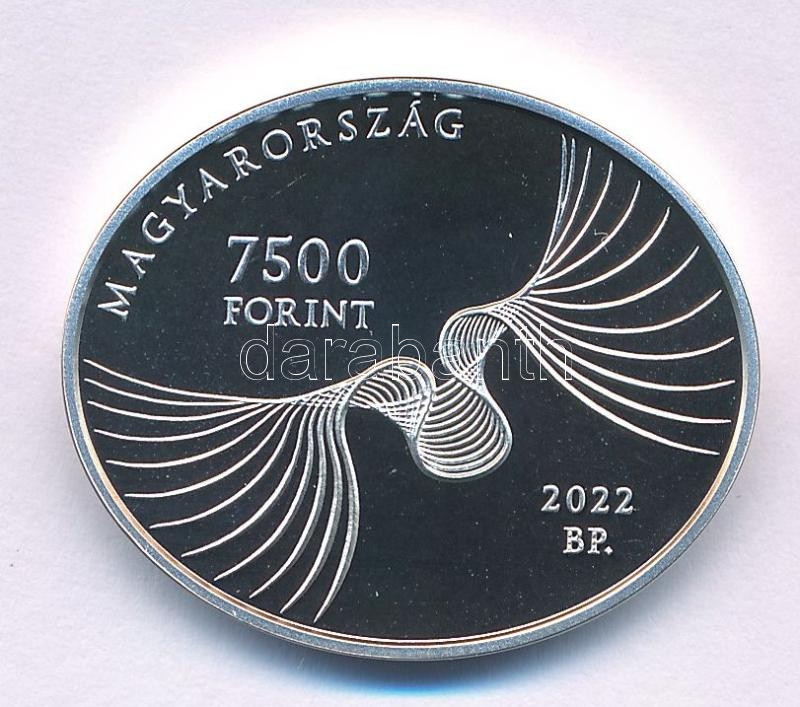 MAGYARORSZÁG
7500
FORINT
darabanth
2022
BP.